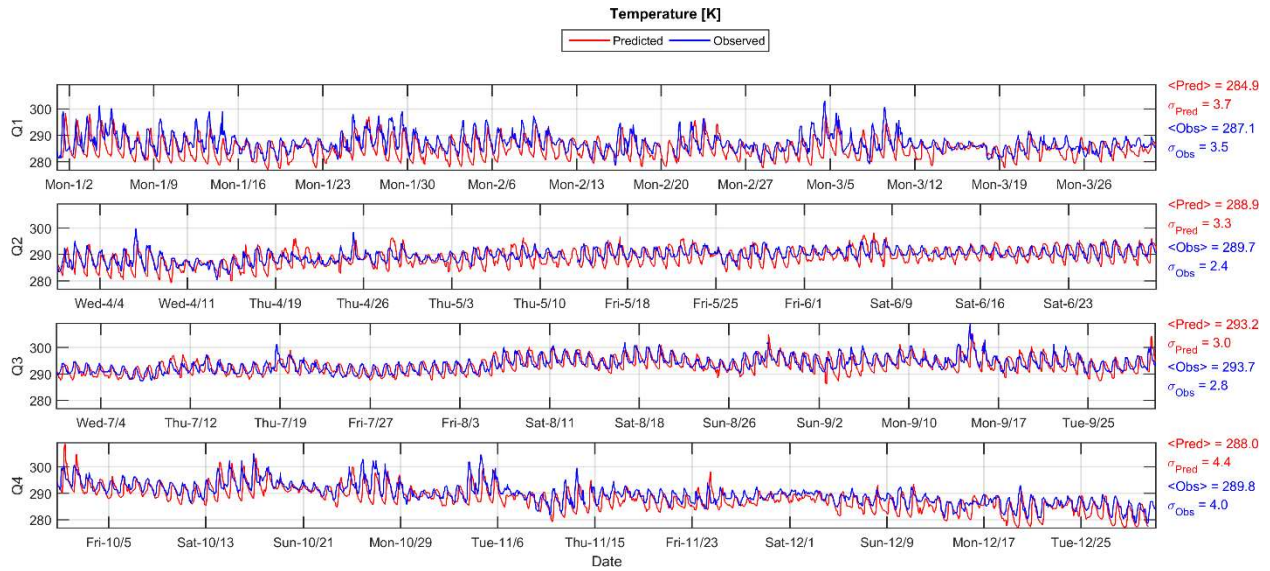 Temperature [K]
Predicted Observed
Q1
300
290
280
Mon-1/2 Mon-1/9 Mon-1/16 Mon-1/23 Mon-1/30 Mon-2/6 Mon-2/13 Mon-2/20 Mon-2/27 Mon-3/5 Mon-3/12 Mon-3/19 Mon-3/26
<Pred> = 284.9
σPred = 3.7
<Obs> = 287.1
σObs = 3.5
Q2
300
290
280
Wed-4/4 Wed-4/11 Thu-4/19 Thu-4/26 Thu-5/3 Thu-5/10 Fri-5/18 Fri-5/25 Fri-6/1 Sat-6/9 Sat-6/16 Sat-6/23
<Pred> = 288.9
σPred = 3.3
<Obs> = 289.7
σObs = 2.4
Q3
300
290
280
Wed-7/4 Thu-7/12 Thu-7/19 Fri-7/27 Fri-8/3 Sat-8/11 Sat-8/18 Sun-8/26 Sun-9/2 Mon-9/10 Mon-9/17 Tue-9/25
<Pred> = 293.2
σPred = 3.0
<Obs> = 293.7
σObs = 2.8
Q4
300
290
280
Fri-10/5 Sat-10/13 Sun-10/21 Mon-10/29 Tue-11/6 Thu-11/15 Fri-11/23 Sat-12/1 Sun-12/9 Mon-12/17 Tue-12/25
Date
<Pred> = 288.0
σPred = 4.4
<Obs> = 289.8
σObs = 4.0